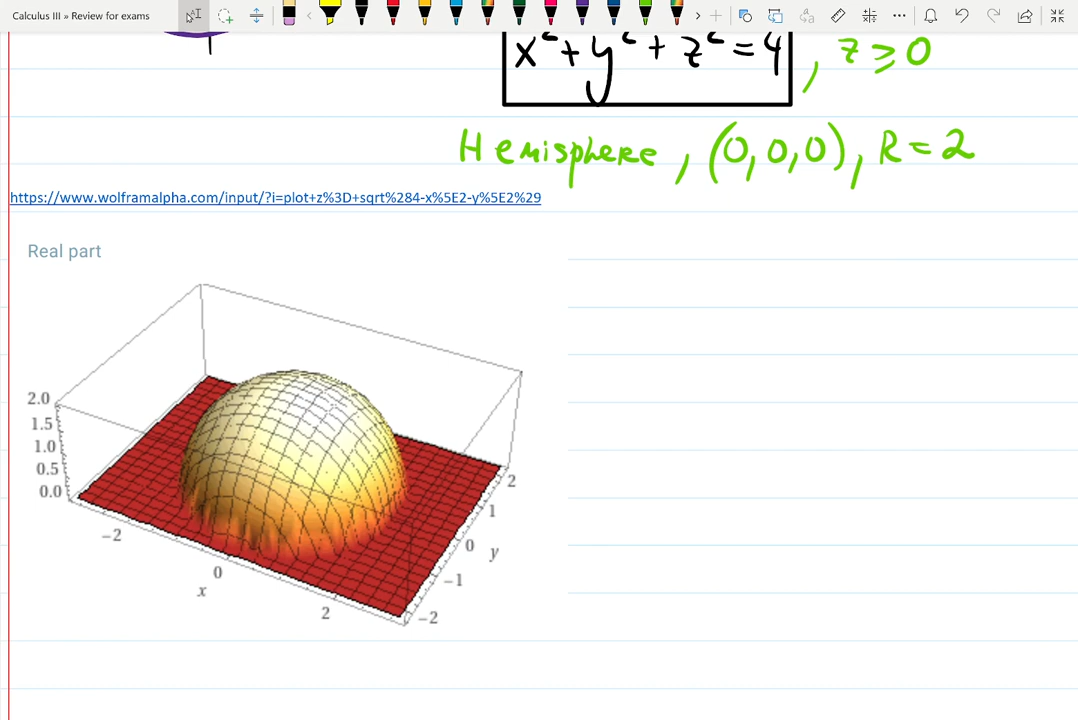 Calculus III » Review for exams
x² + y² + z² = 4 , z ≥ 0
Hemisphere , (0, 0, 0), R = 2
https://www.wolframalpha.com/input/?i=plot+z%3D+sqrt%284-x%5E2-y%5E2%29
Real part
2.0
1.5
1.0
0.5
0.0
-2
0
2
x
2
1
0
y
-1
-2